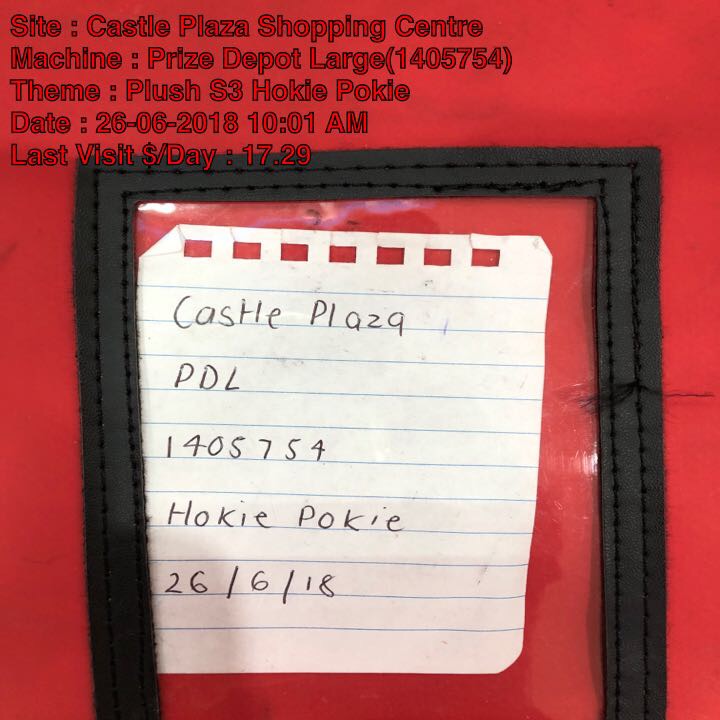 Site : Castle Plaza Shopping Centre
Machine : Prize Depot Large(1405754)
Theme : Plush S3 Hokie Pokie
Date : 26-06-2018 10:01 AM
Last Visit $/Day : 17.29
Castle Plaza
PDL
1405754
Hokie Pokie
26/6/18